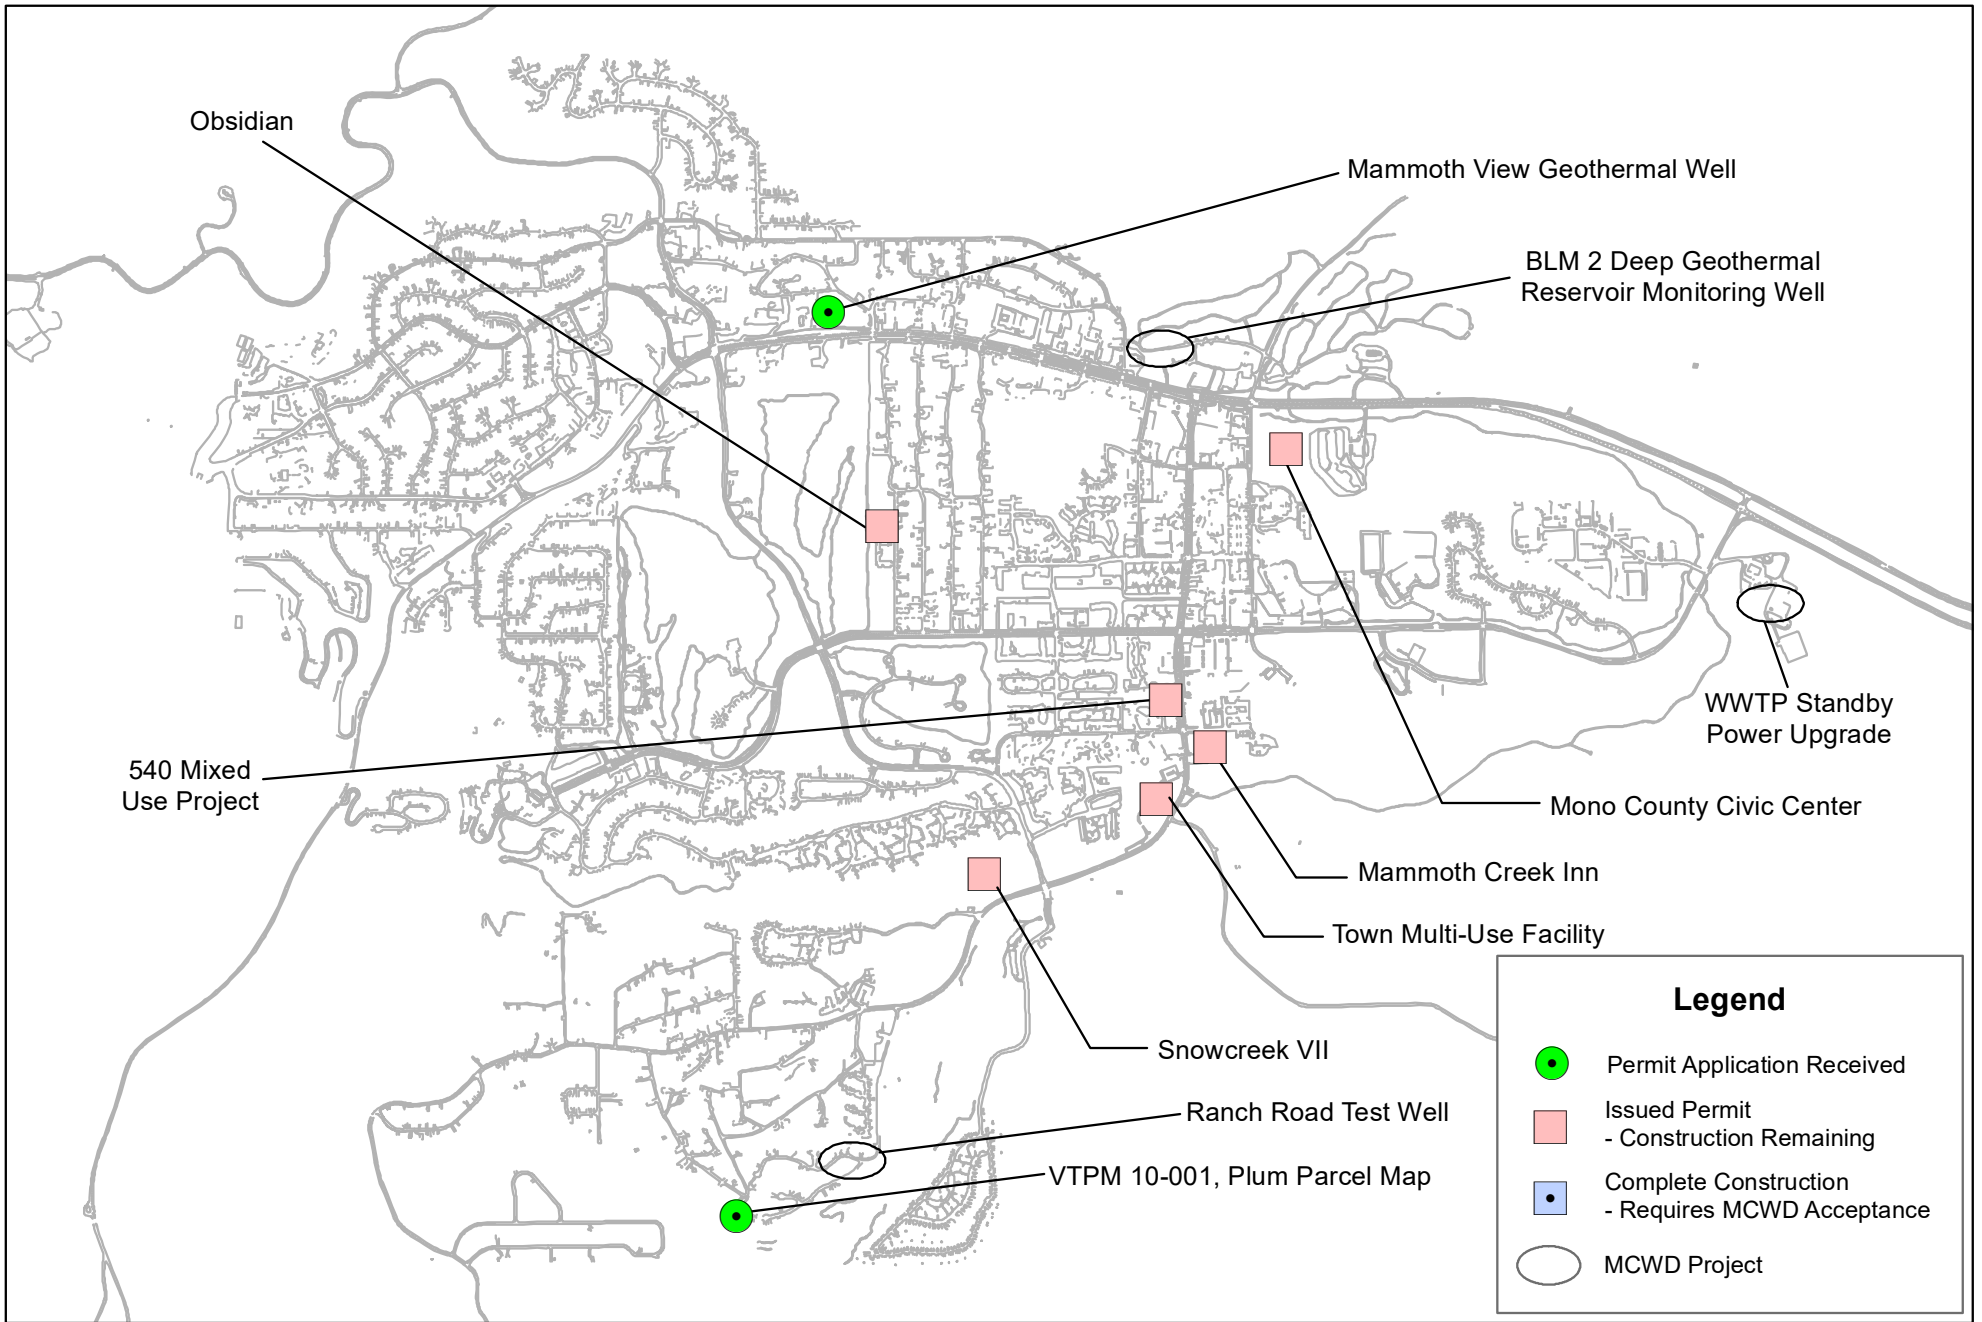 Obsidian
Mammoth View Geothermal Well
BLM 2 Deep Geothermal
Reservoir Monitoring Well
WWTP Standby
Power Upgrade
540 Mixed
Use Project
Mono County Civic Center
Mammoth Creek Inn
Town Multi-Use Facility
Snowcreek VII
Ranch Road Test Well
VTPM 10-001, Plum Parcel Map
Legend
Permit Application Received
Issued Permit
- Construction Remaining
Complete Construction
- Requires MCWD Acceptance
MCWD Project